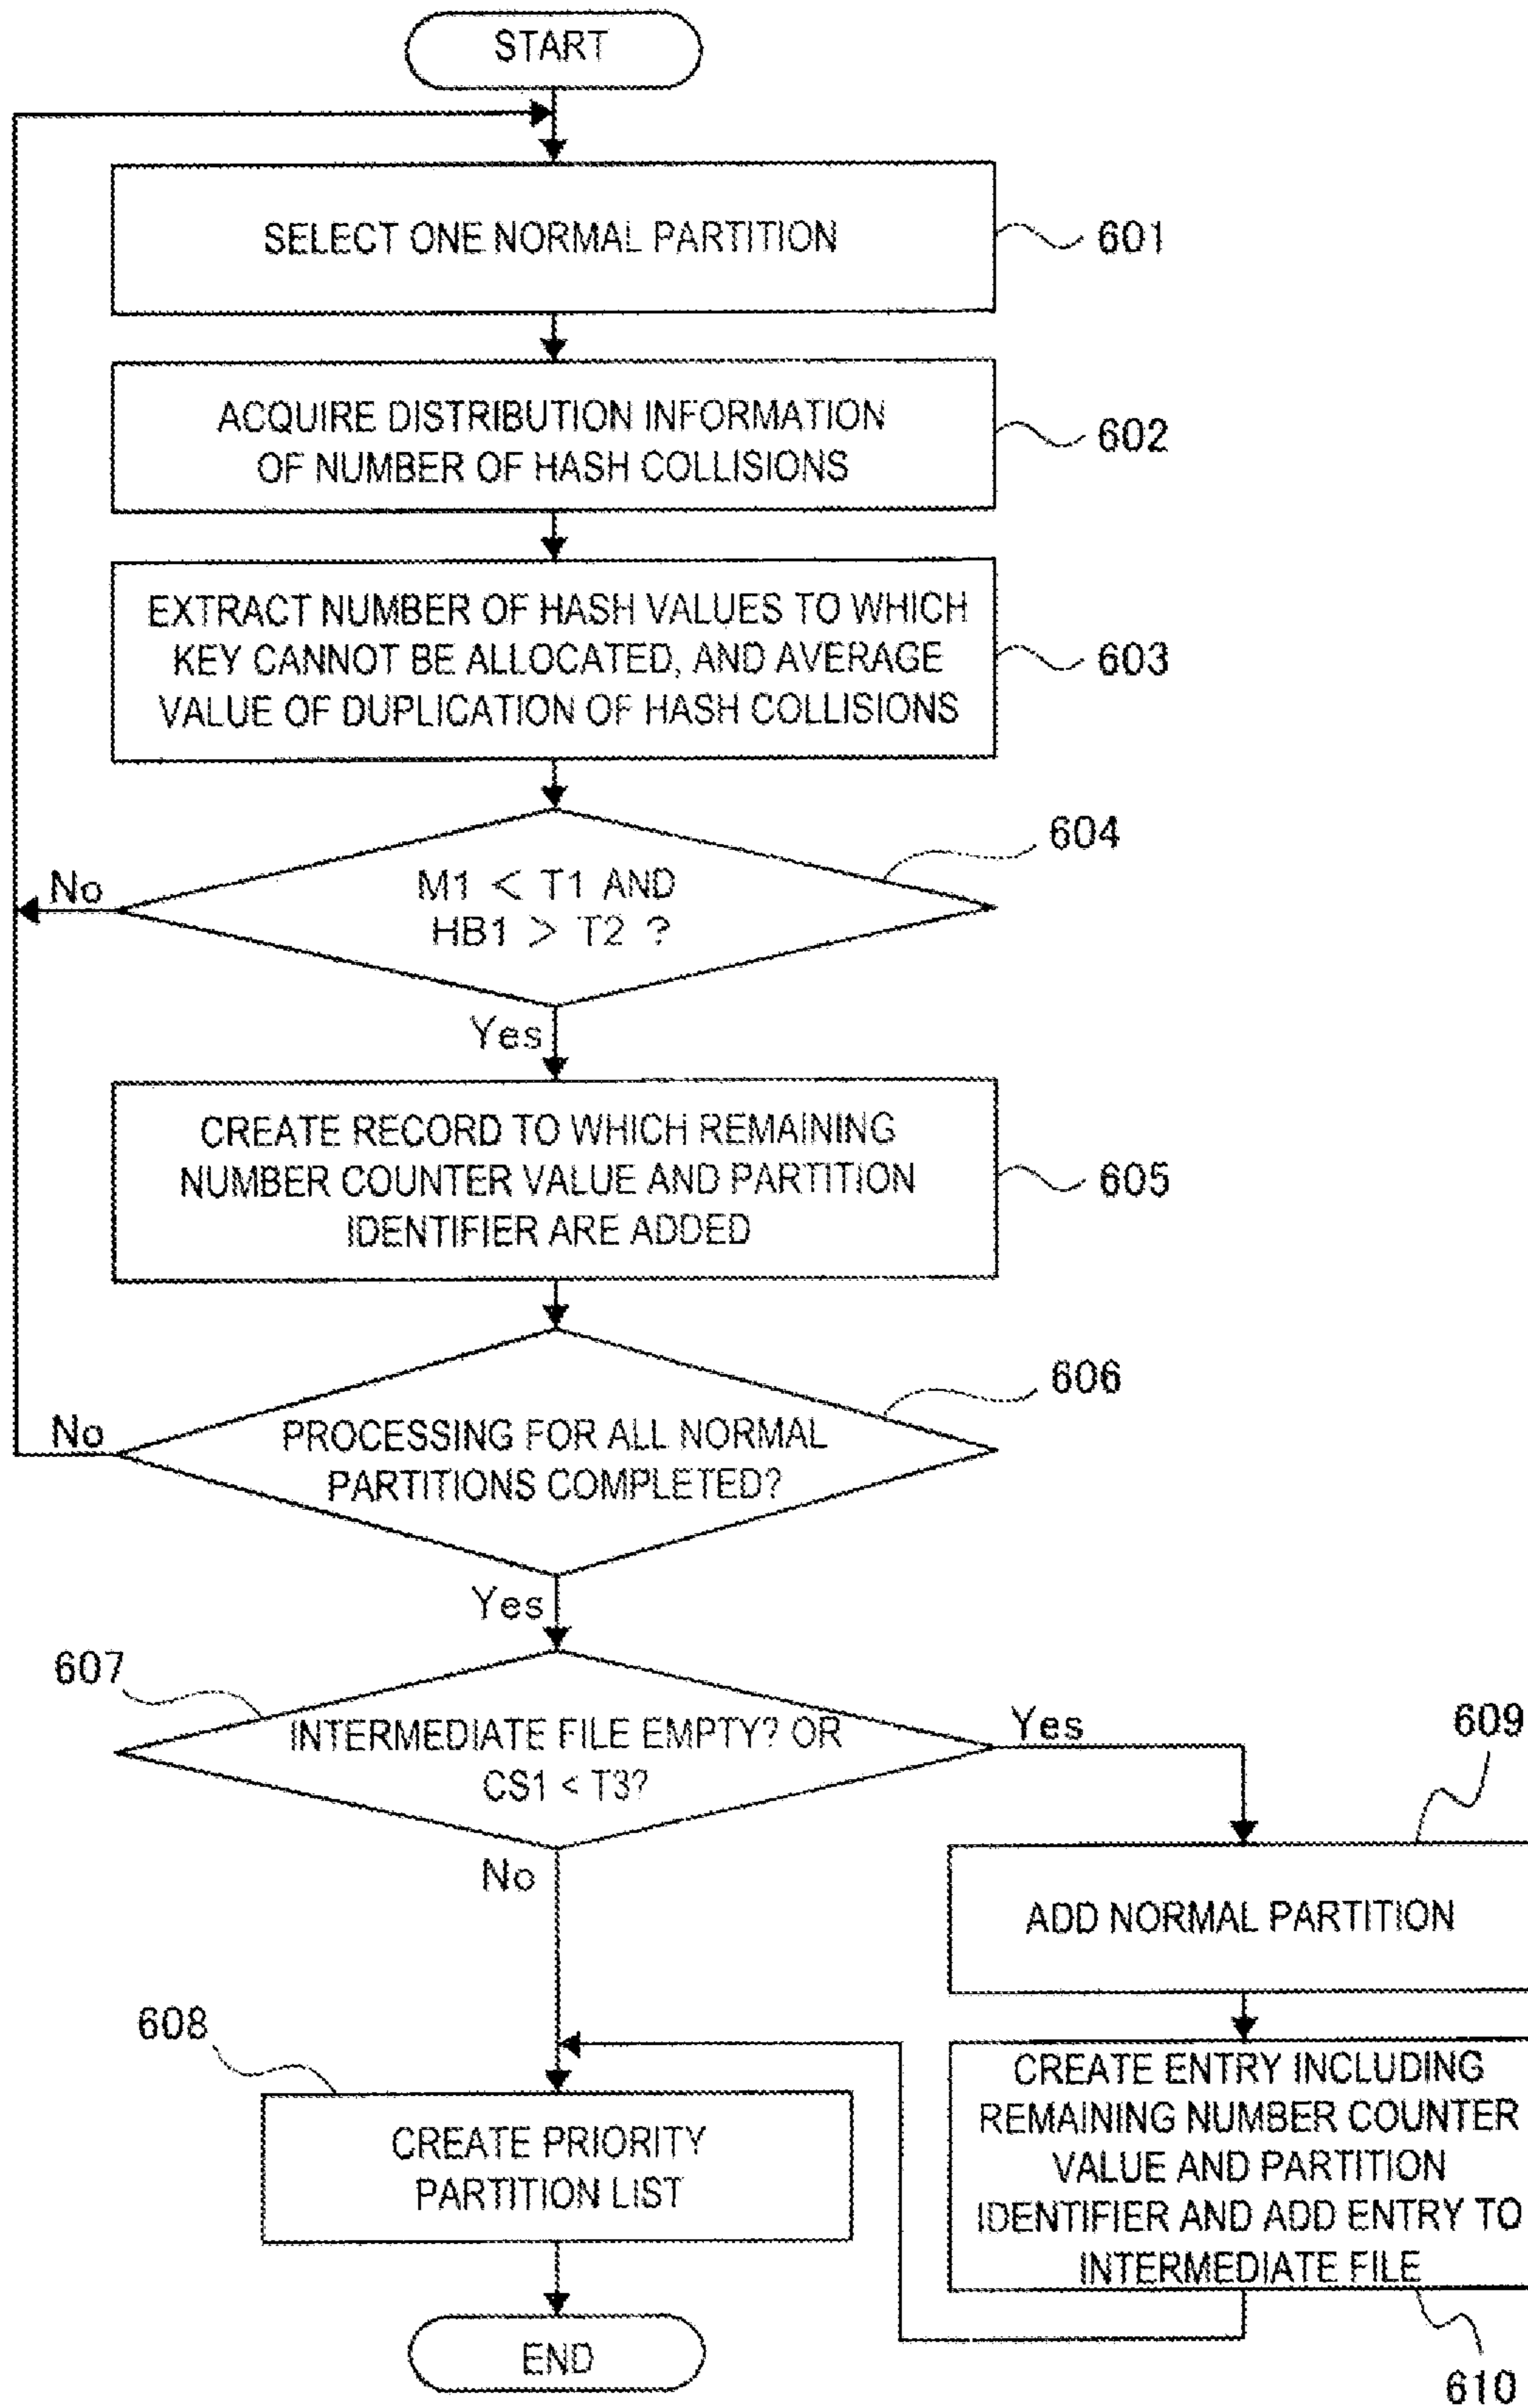 START
SELECT ONE NORMAL PARTITION
601
ACQUIRE DISTRIBUTION INFORMATION
OF NUMBER OF HASH COLLISIONS
602
EXTRACT NUMBER OF HASH VALUES TO WHICH
KEY CANNOT BE ALLOCATED, AND AVERAGE
VALUE OF DUPLICATION OF HASH COLLISIONS
603
604
M1 < T1 AND
HB1 > T2 ?
No
Yes
CREATE RECORD TO WHICH REMAINING
NUMBER COUNTER VALUE AND PARTITION
IDENTIFIER ARE ADDED
605
606
PROCESSING FOR ALL NORMAL
PARTITIONS COMPLETED?
No
Yes
607
INTERMEDIATE FILE EMPTY? OR
CS1 < T3?
Yes
No
609
ADD NORMAL PARTITION
608
CREATE PRIORITY
PARTITION LIST
CREATE ENTRY INCLUDING
REMAINING NUMBER COUNTER
VALUE AND PARTITION
IDENTIFIER AND ADD ENTRY TO
INTERMEDIATE FILE
610
END